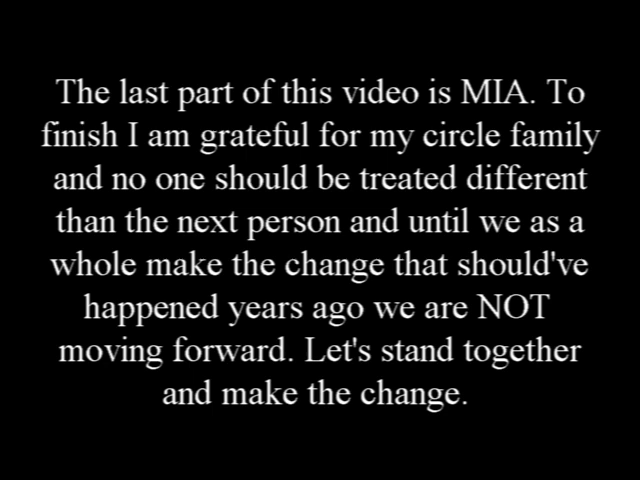 The last part of this video is MIA. To
finish I am grateful for my circle family
and no one should be treated different
than the next person and until we as a
whole make the change that should've
happened years ago we are NOT
moving forward. Let's stand together
and make the change.